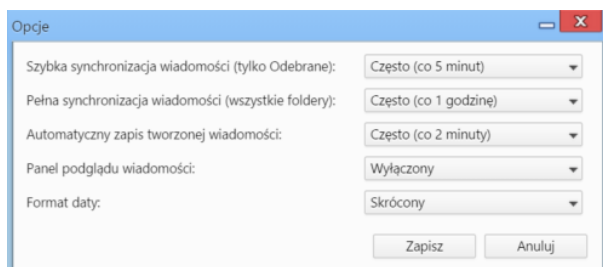 Opcje
Szybka synchronizacja wiadomości (tylko Odebrane): Często (co 5 minut)
Pełna synchronizacja wiadomości (wszystkie foldery): Często (co 1 godzinę)
Automatyczny zapis tworzonej wiadomości: Często (co 2 minuty)
Panel podglądu wiadomości: Wyłączony
Format daty: Skrócony
Zapisz Anuluj